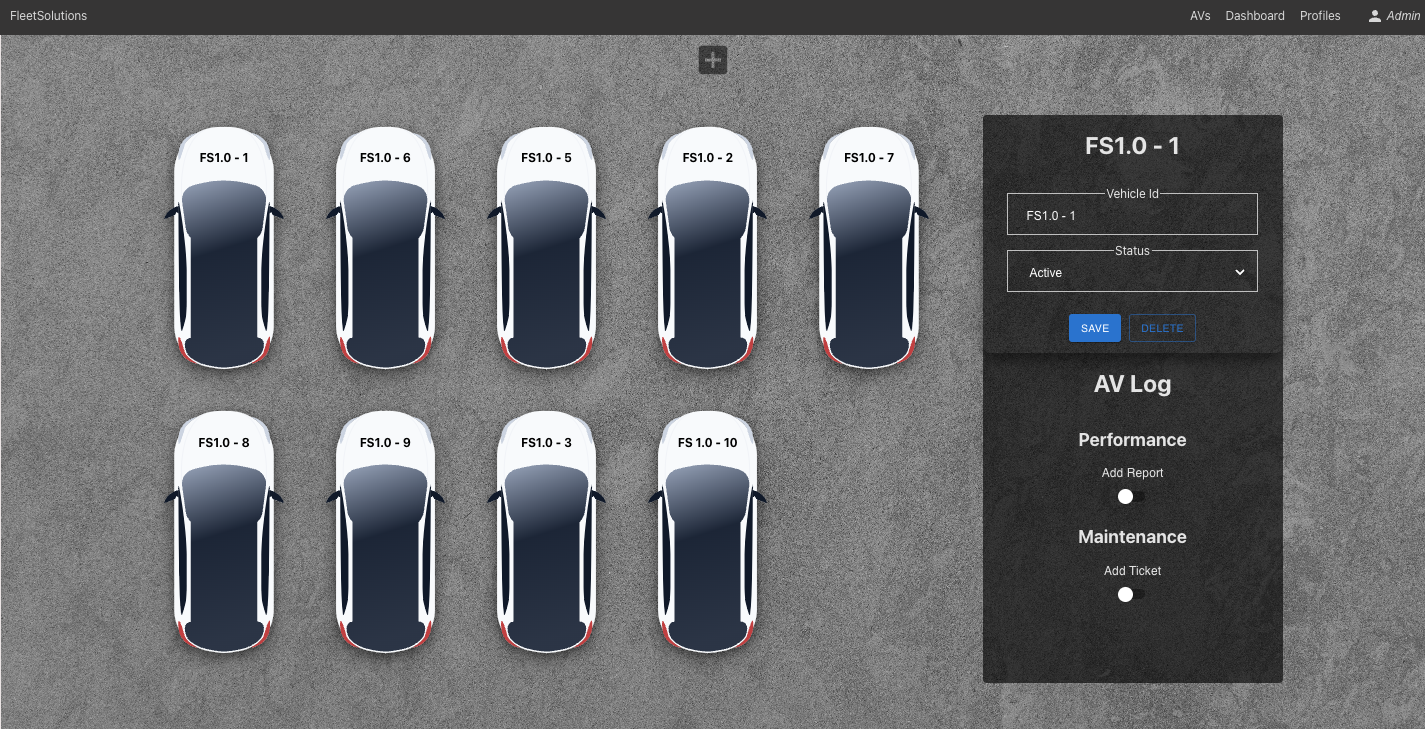 FleetSolutions
AVs Dashboard Profiles Admin
FS1.0 - 1 FS1.0 - 6 FS1.0 - 5 FS1.0 - 2 FS1.0 - 7
FS1.0 - 8 FS1.0 - 9 FS1.0 - 3 FS 1.0 - 10
FS1.0 - 1
Vehicle Id
FS1.0 - 1
Status
Active
SAVE DELETE
AV Log
Performance
Add Report
Maintenance
Add Ticket